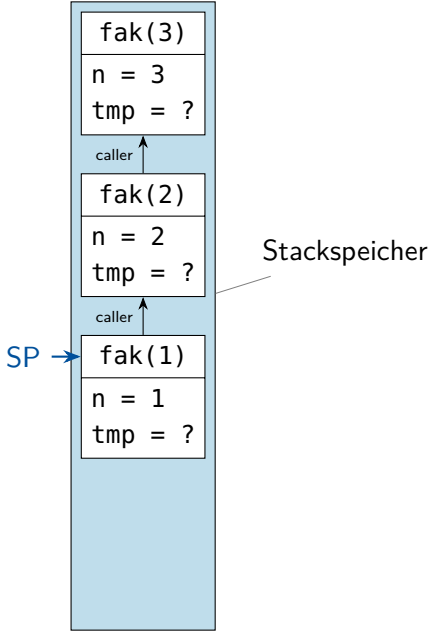 fak(3)
n = 3
tmp = ?
caller
fak(2)
n = 2
tmp = ?
Stackspeicher
caller
SP
fak(1)
n = 1
tmp = ?